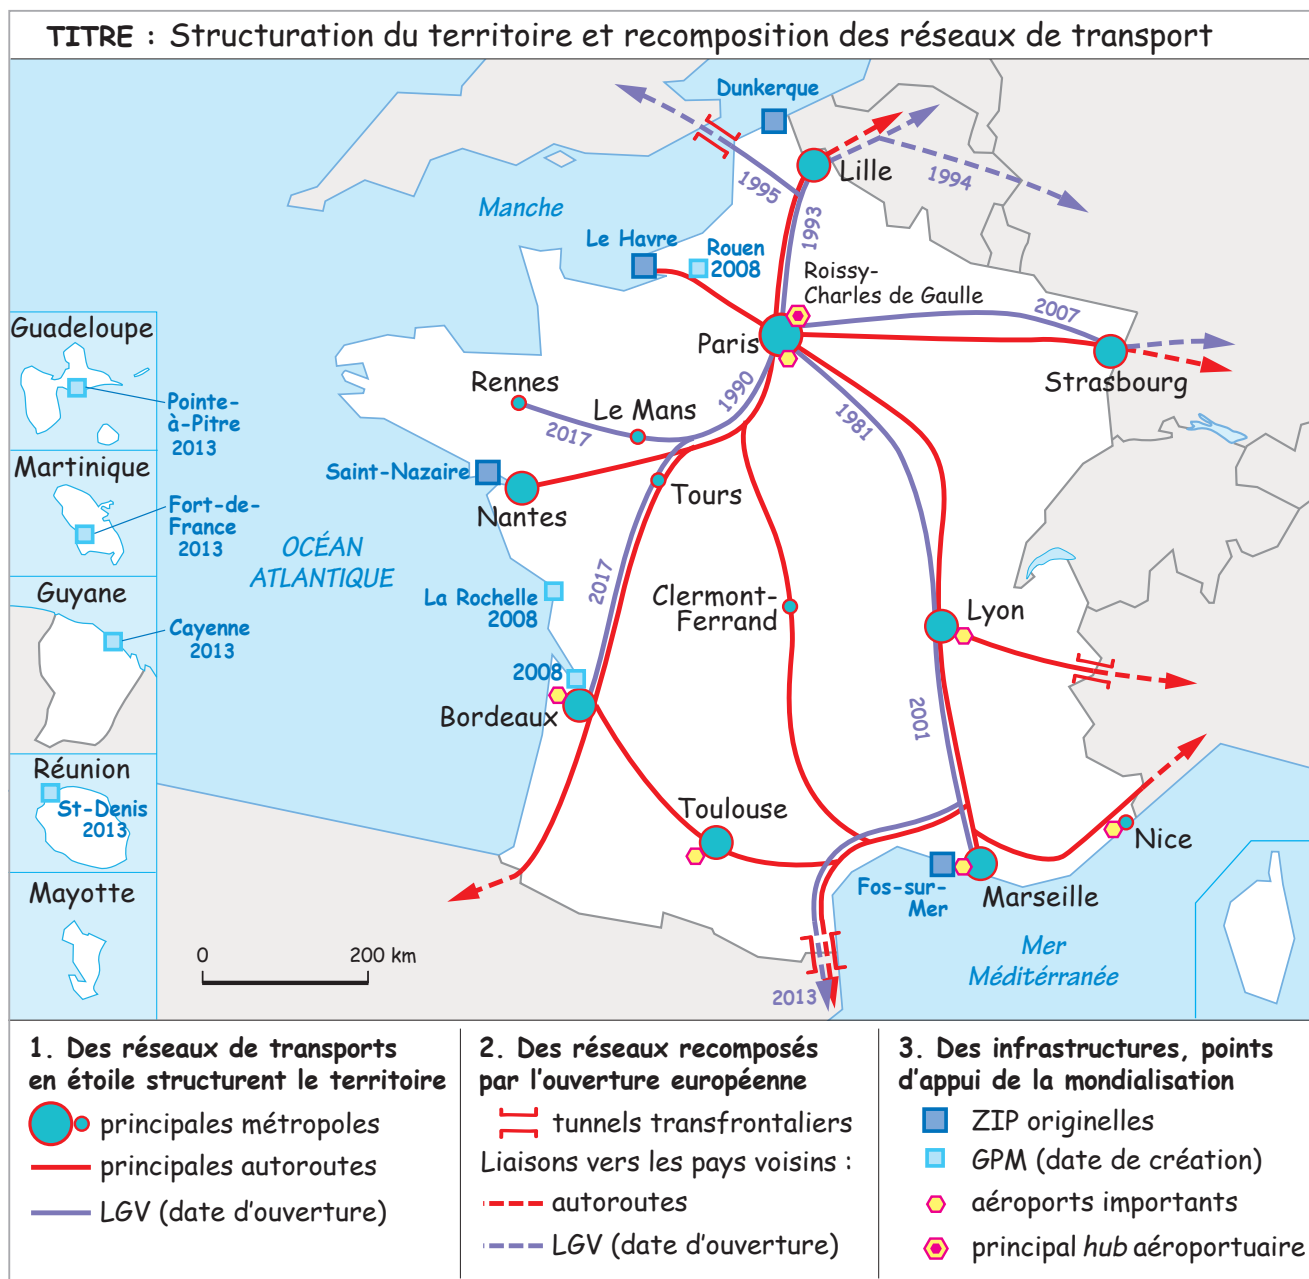 TITRE : Structuration du territoire et recomposition des réseaux de transport
Dunkerque
Lille
1995
1994
1993
Manche
Le Havre
Rouen
2008
Roissy-
Charles de Gaulle
2007
Paris
Strasbourg
Rennes
Le Mans
1990
1981
2017
Saint-Nazaire
Nantes
Tours
OCÉAN
ATLANTIQUE
2017
La Rochelle
2008
Clermont-
Ferrand
Lyon
2008
Bordeaux
2001
Toulouse
Nice
Fos-sur-
Mer
Marseille
Mer
Méditérranée
2013
0
200 km
Guadeloupe
Pointe-
à-Pitre
2013
Martinique
Fort-de-
France
2013
Guyane
Cayenne
2013
Réunion
St-Denis
2013
Mayotte
1. Des réseaux de transports
en étoile structurent le territoire
principales métropoles
principales autoroutes
LGV (date d'ouverture)
2. Des réseaux recomposés
par l'ouverture européenne
tunnels transfrontaliers
Liaisons vers les pays voisins :
autoroutes
LGV (date d'ouverture)
3. Des infrastructures, points
d'appui de la mondialisation
ZIP originelles
GPM (date de création)
aéroports importants
principal hub aéroportuaire